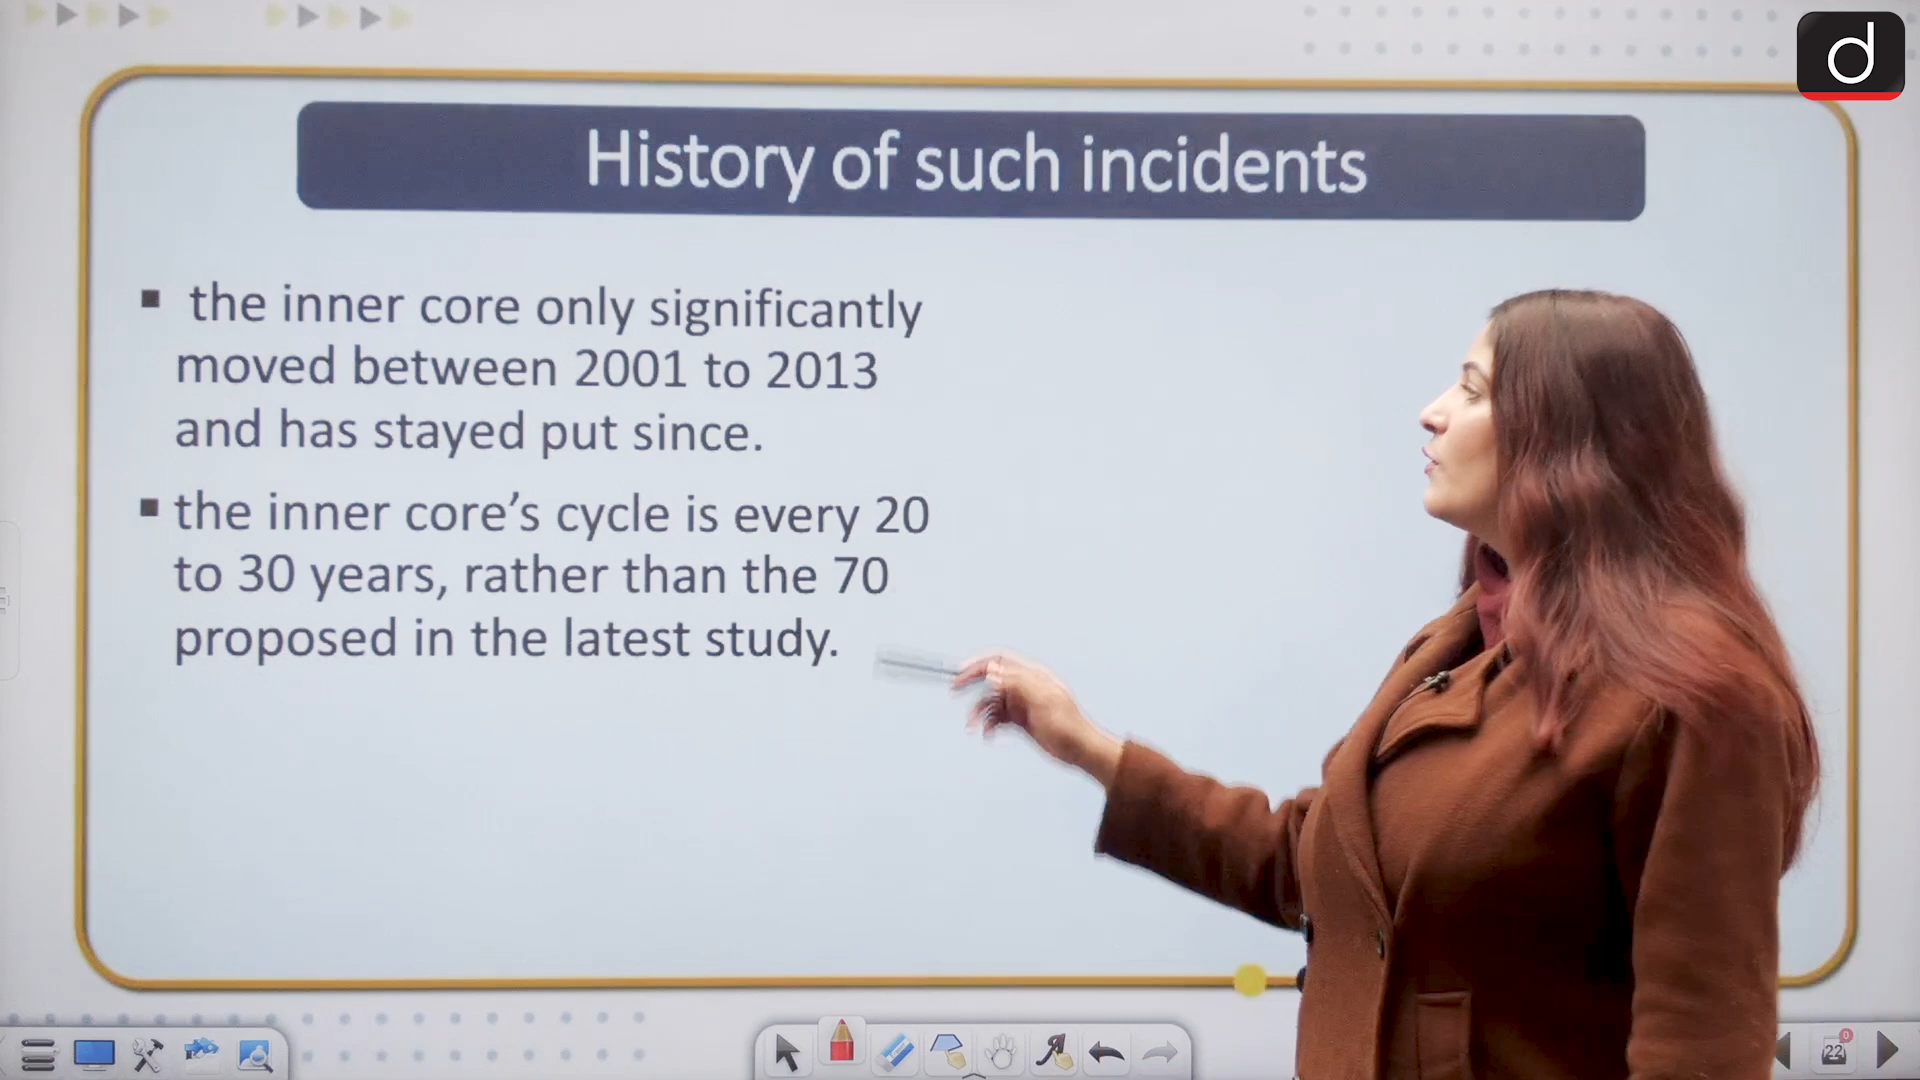 d
History of such incidents
▪ the inner core only significantly
moved between 2001 to 2013
and has stayed put since.
▪ the inner core’s cycle is every 20
to 30 years, rather than the 70
proposed in the latest study.
22
0